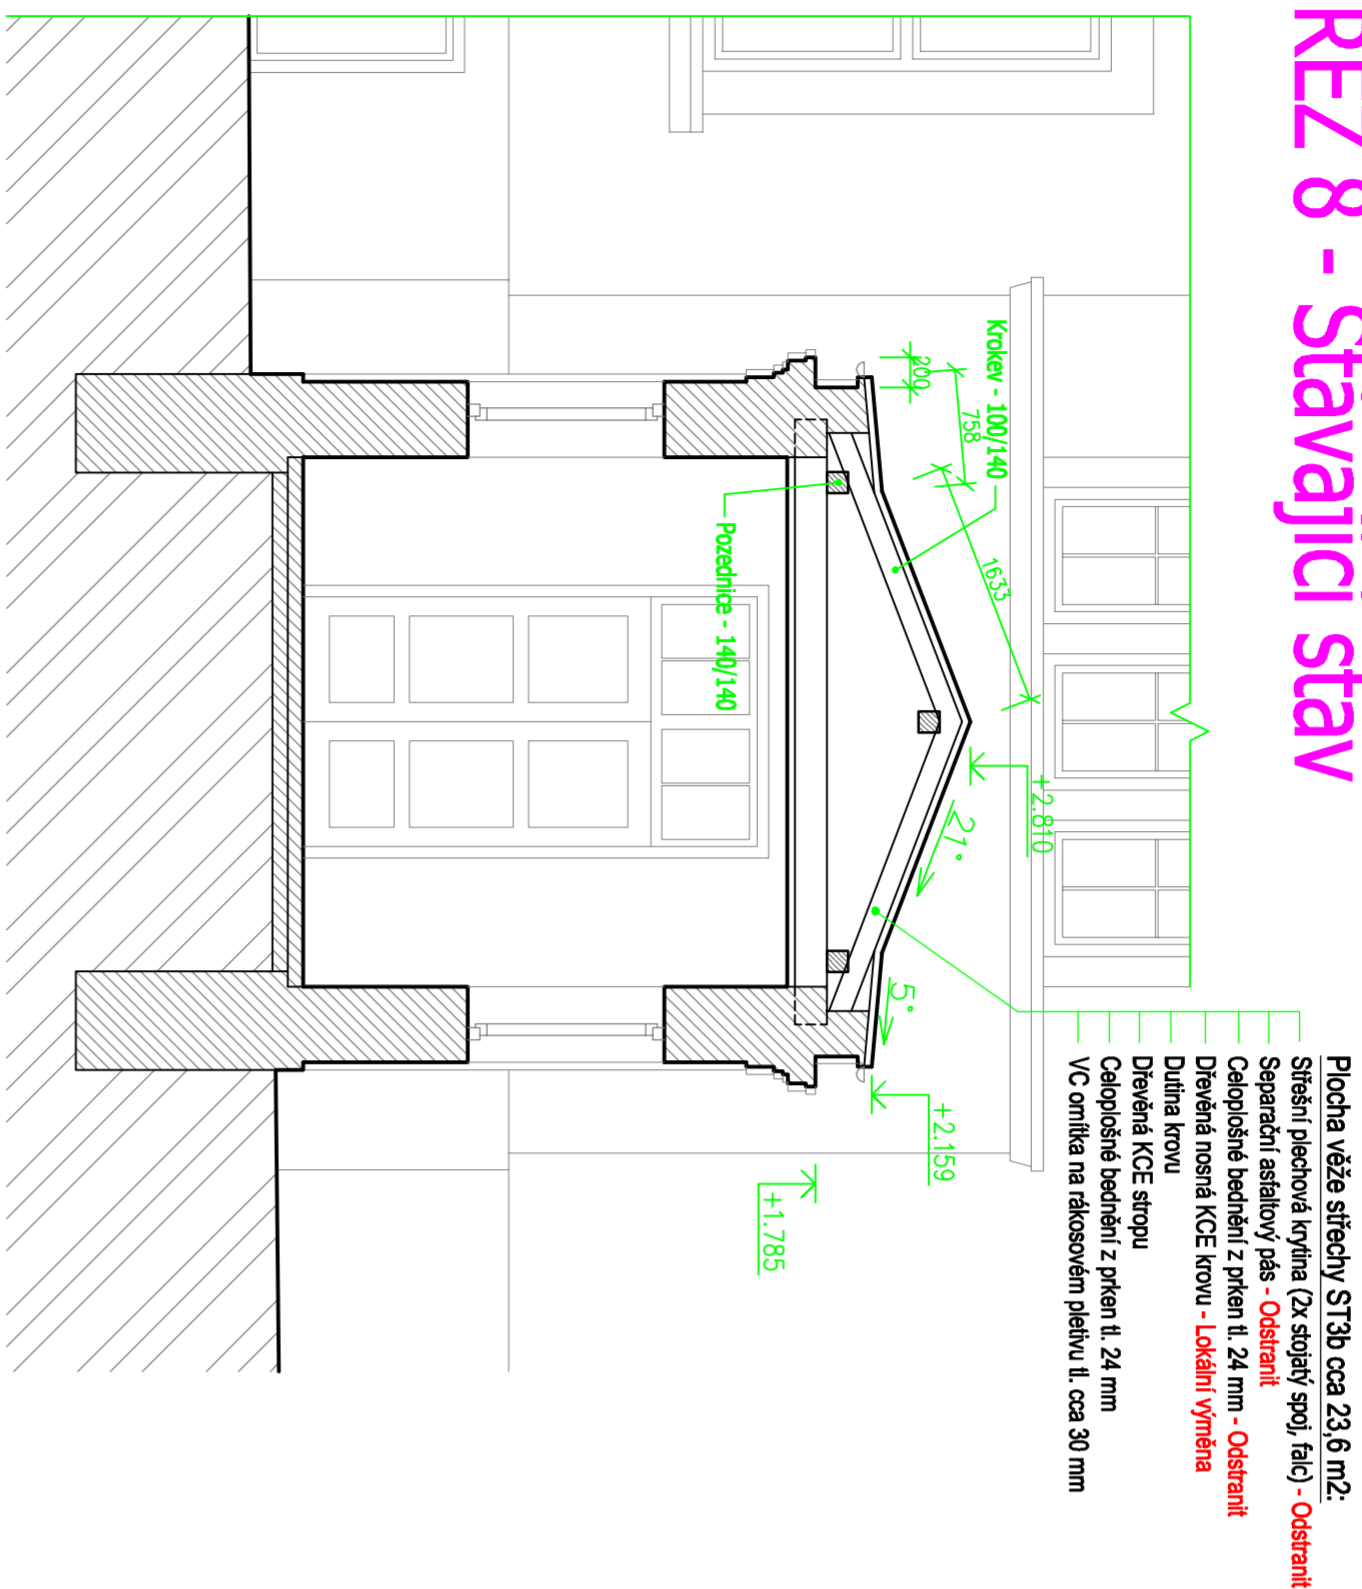 ŘEZ 8 - Stávající stav
Plocha věže střechy ST3b cca 23,6 m2:
Střešní plechová krytina (2x stojatý spoj, falc) - Odstranit
Separační asfaltový pás - Odstranit
Celoplošné bednění z prken tl. 24 mm - Odstranit
Dřevěná nosná KCE krovu - Lokální výměna
Dutina krovu
Dřevěná KCE stropu
Celoplošné bednění z prken tl. 24 mm
VC omítka na rákosovém pletivu tl. cca 30 mm
Krokev - 100/140
200
758
1633
+2.810
27°
5°
+2.159
+1.785
Pozednice - 140/140